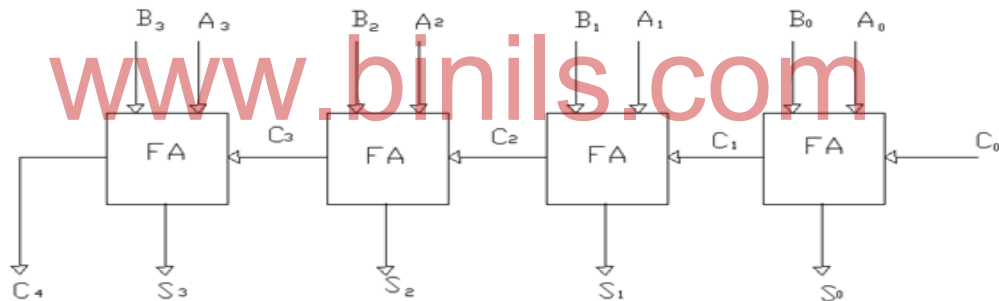 B₃ A₃ B₂ A₂ B₁ A₁ B₀ A₀
www.binils.com
FA C₃ FA C₂ FA C₁ FA C₀
C₄ S₃ S₂ S₁ S₀